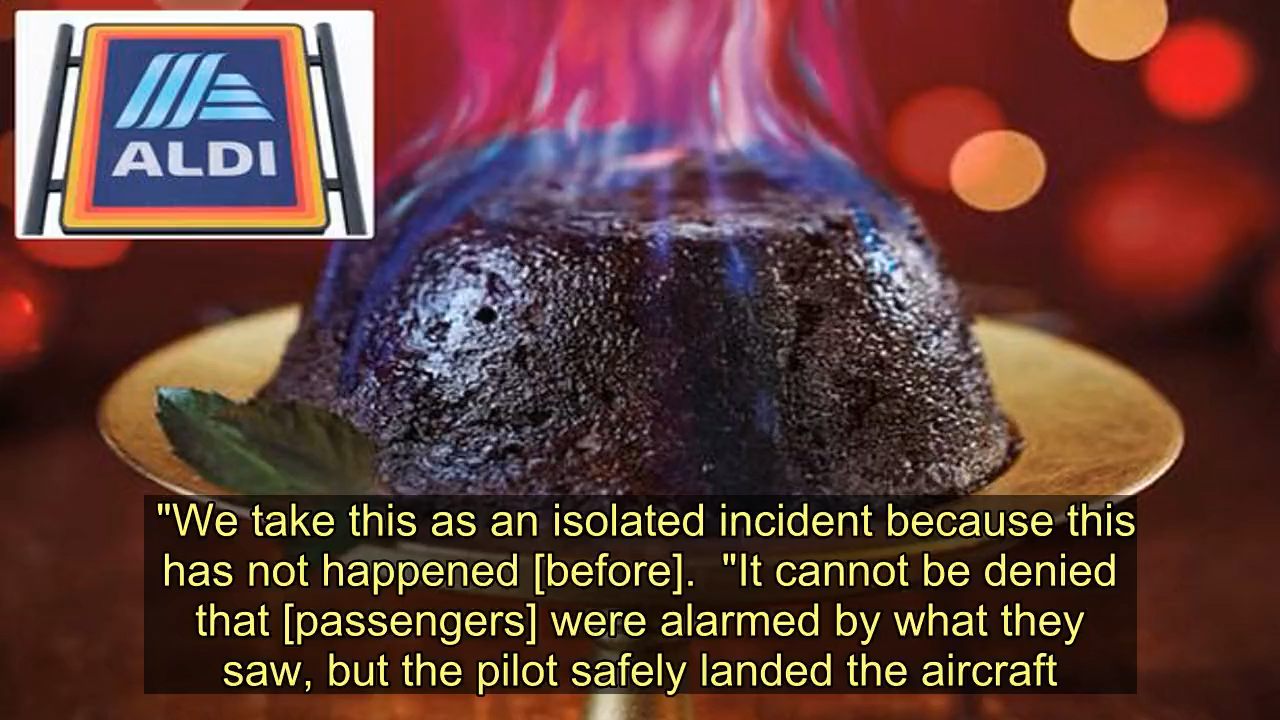 ALDI
"We take this as an isolated incident because this
has not happened [before].  "It cannot be denied
that [passengers] were alarmed by what they
saw, but the pilot safely landed the aircraft